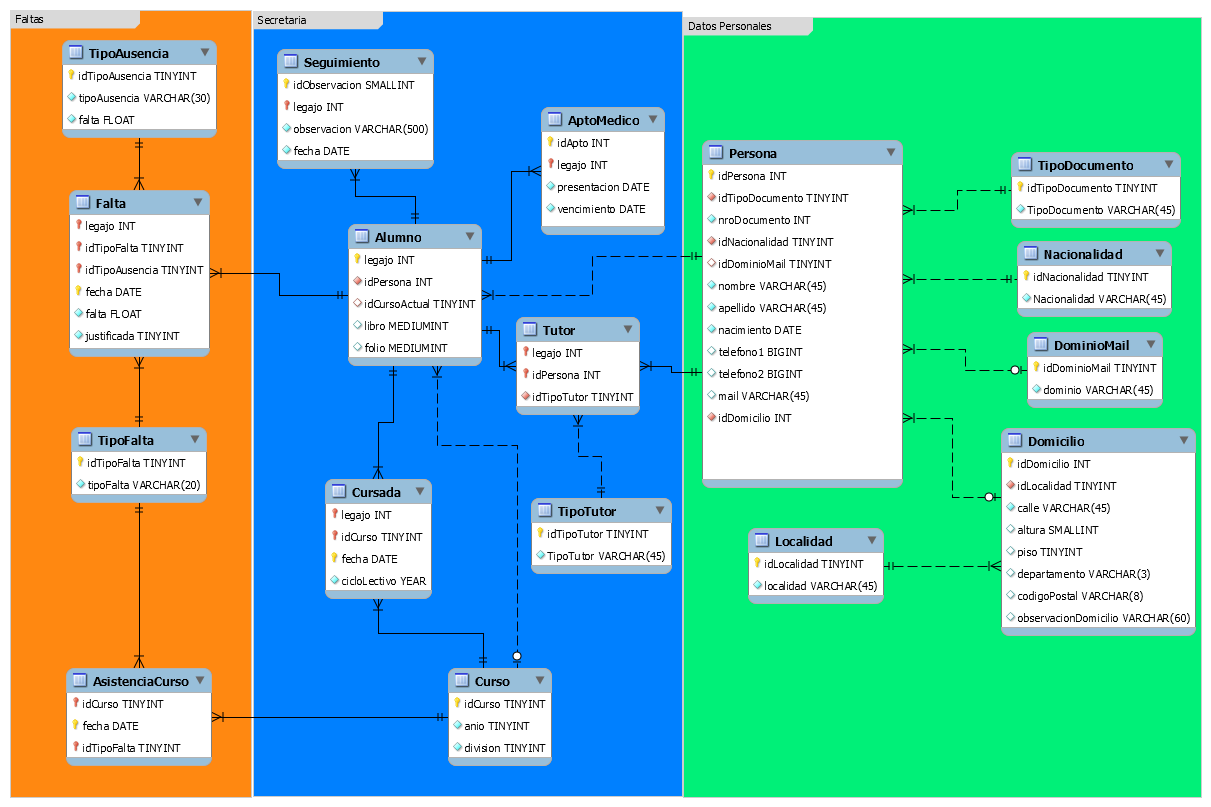 Faltas
TipoAusencia
idTipoAusencia TINYINT
tipoAusencia VARCHAR(30)
falta FLOAT
Falta
legajo INT
idTipoFalta TINYINT
idTipoAusencia TINYINT
fecha DATE
falta FLOAT
justificada TINYINT
TipoFalta
idTipoFalta TINYINT
tipoFalta VARCHAR(20)
AsistenciaCurso
idCurso TINYINT
fecha DATE
idTipoFalta TINYINT
Secretaria
Seguimiento
idObservacion SMALLINT
legajo INT
observacion VARCHAR(500)
fecha DATE
AptoMedico
idApto INT
legajo INT
presentacion DATE
vencimiento DATE
Alumno
legajo INT
idPersona INT
idCursoActual TINYINT
libro MEDIUMINT
folio MEDIUMINT
Tutor
legajo INT
idPersona INT
idTipoTutor TINYINT
Cursada
legajo INT
idCurso TINYINT
fecha DATE
cicloLectivo YEAR
TipoTutor
idTipoTutor TINYINT
TipoTutor VARCHAR(45)
Curso
idCurso TINYINT
anio TINYINT
division TINYINT
Datos Personales
Persona
idPersona INT
idTipoDocumento TINYINT
nroDocumento INT
idNacionalidad TINYINT
idDominioMail TINYINT
nombre VARCHAR(45)
apellido VARCHAR(45)
nacimiento DATE
telefono1 BIGINT
telefono2 BIGINT
mail VARCHAR(45)
idDomicilio INT
TipoDocumento
idTipoDocumento TINYINT
TipoDocumento VARCHAR(45)
Nacionalidad
idNacionalidad TINYINT
Nacionalidad VARCHAR(45)
DominioMail
idDominioMail TINYINT
dominio VARCHAR(45)
Domicilio
idDomicilio INT
idLocalidad TINYINT
calle VARCHAR(45)
altura SMALLINT
piso TINYINT
departamento VARCHAR(3)
codigoPostal VARCHAR(8)
observacionDomicilio VARCHAR(60)
Localidad
idLocalidad TINYINT
localidad VARCHAR(45)